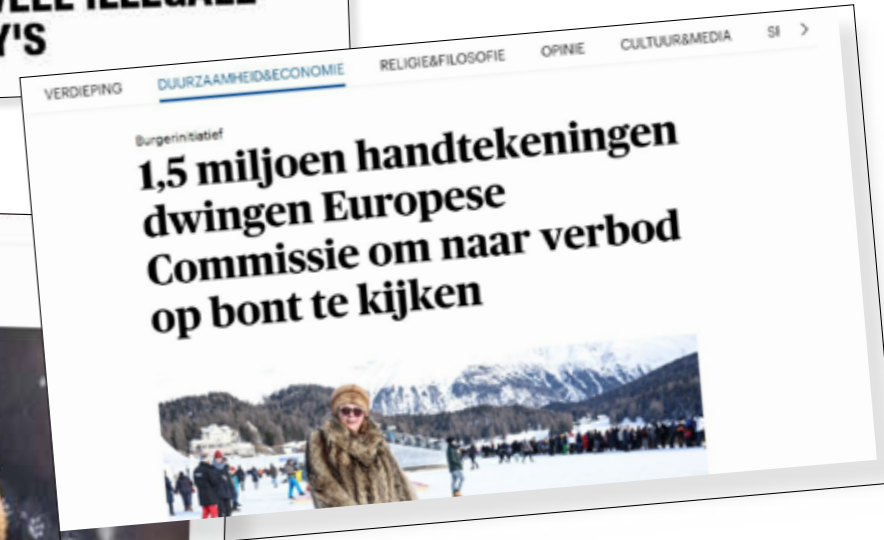 Y'S
VERDIEPING DUURZAAMHEID&ECONOMIE RELIGIE&FILOSOFIE OPINIE CULTUUR&MEDIA
Burgerinitiatief
1,5 miljoen handtekeningen
dwingen Europese
Commissie om naar verbod
op bont te kijken